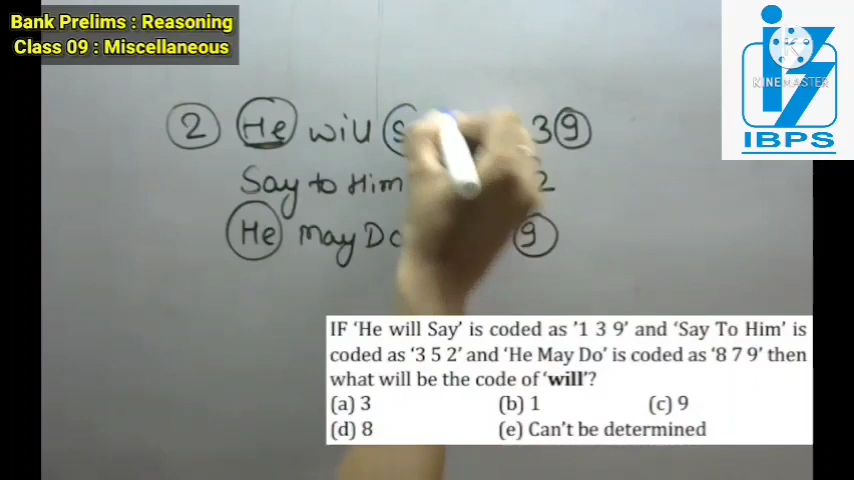 Bank Prelims : Reasoning
Class 09 : Miscellaneous
KINEMASTER
IBPS
2 He will S 3 9
Say to Him 2
He May Do 9
IF ‘He will Say’ is coded as ’1 3 9’ and ‘Say To Him’ is
coded as ‘3 5 2’ and ‘He May Do’ is coded as ‘8 7 9’ then
what will be the code of ‘will’?
(a) 3 (b) 1 (c) 9
(d) 8 (e) Can’t be determined